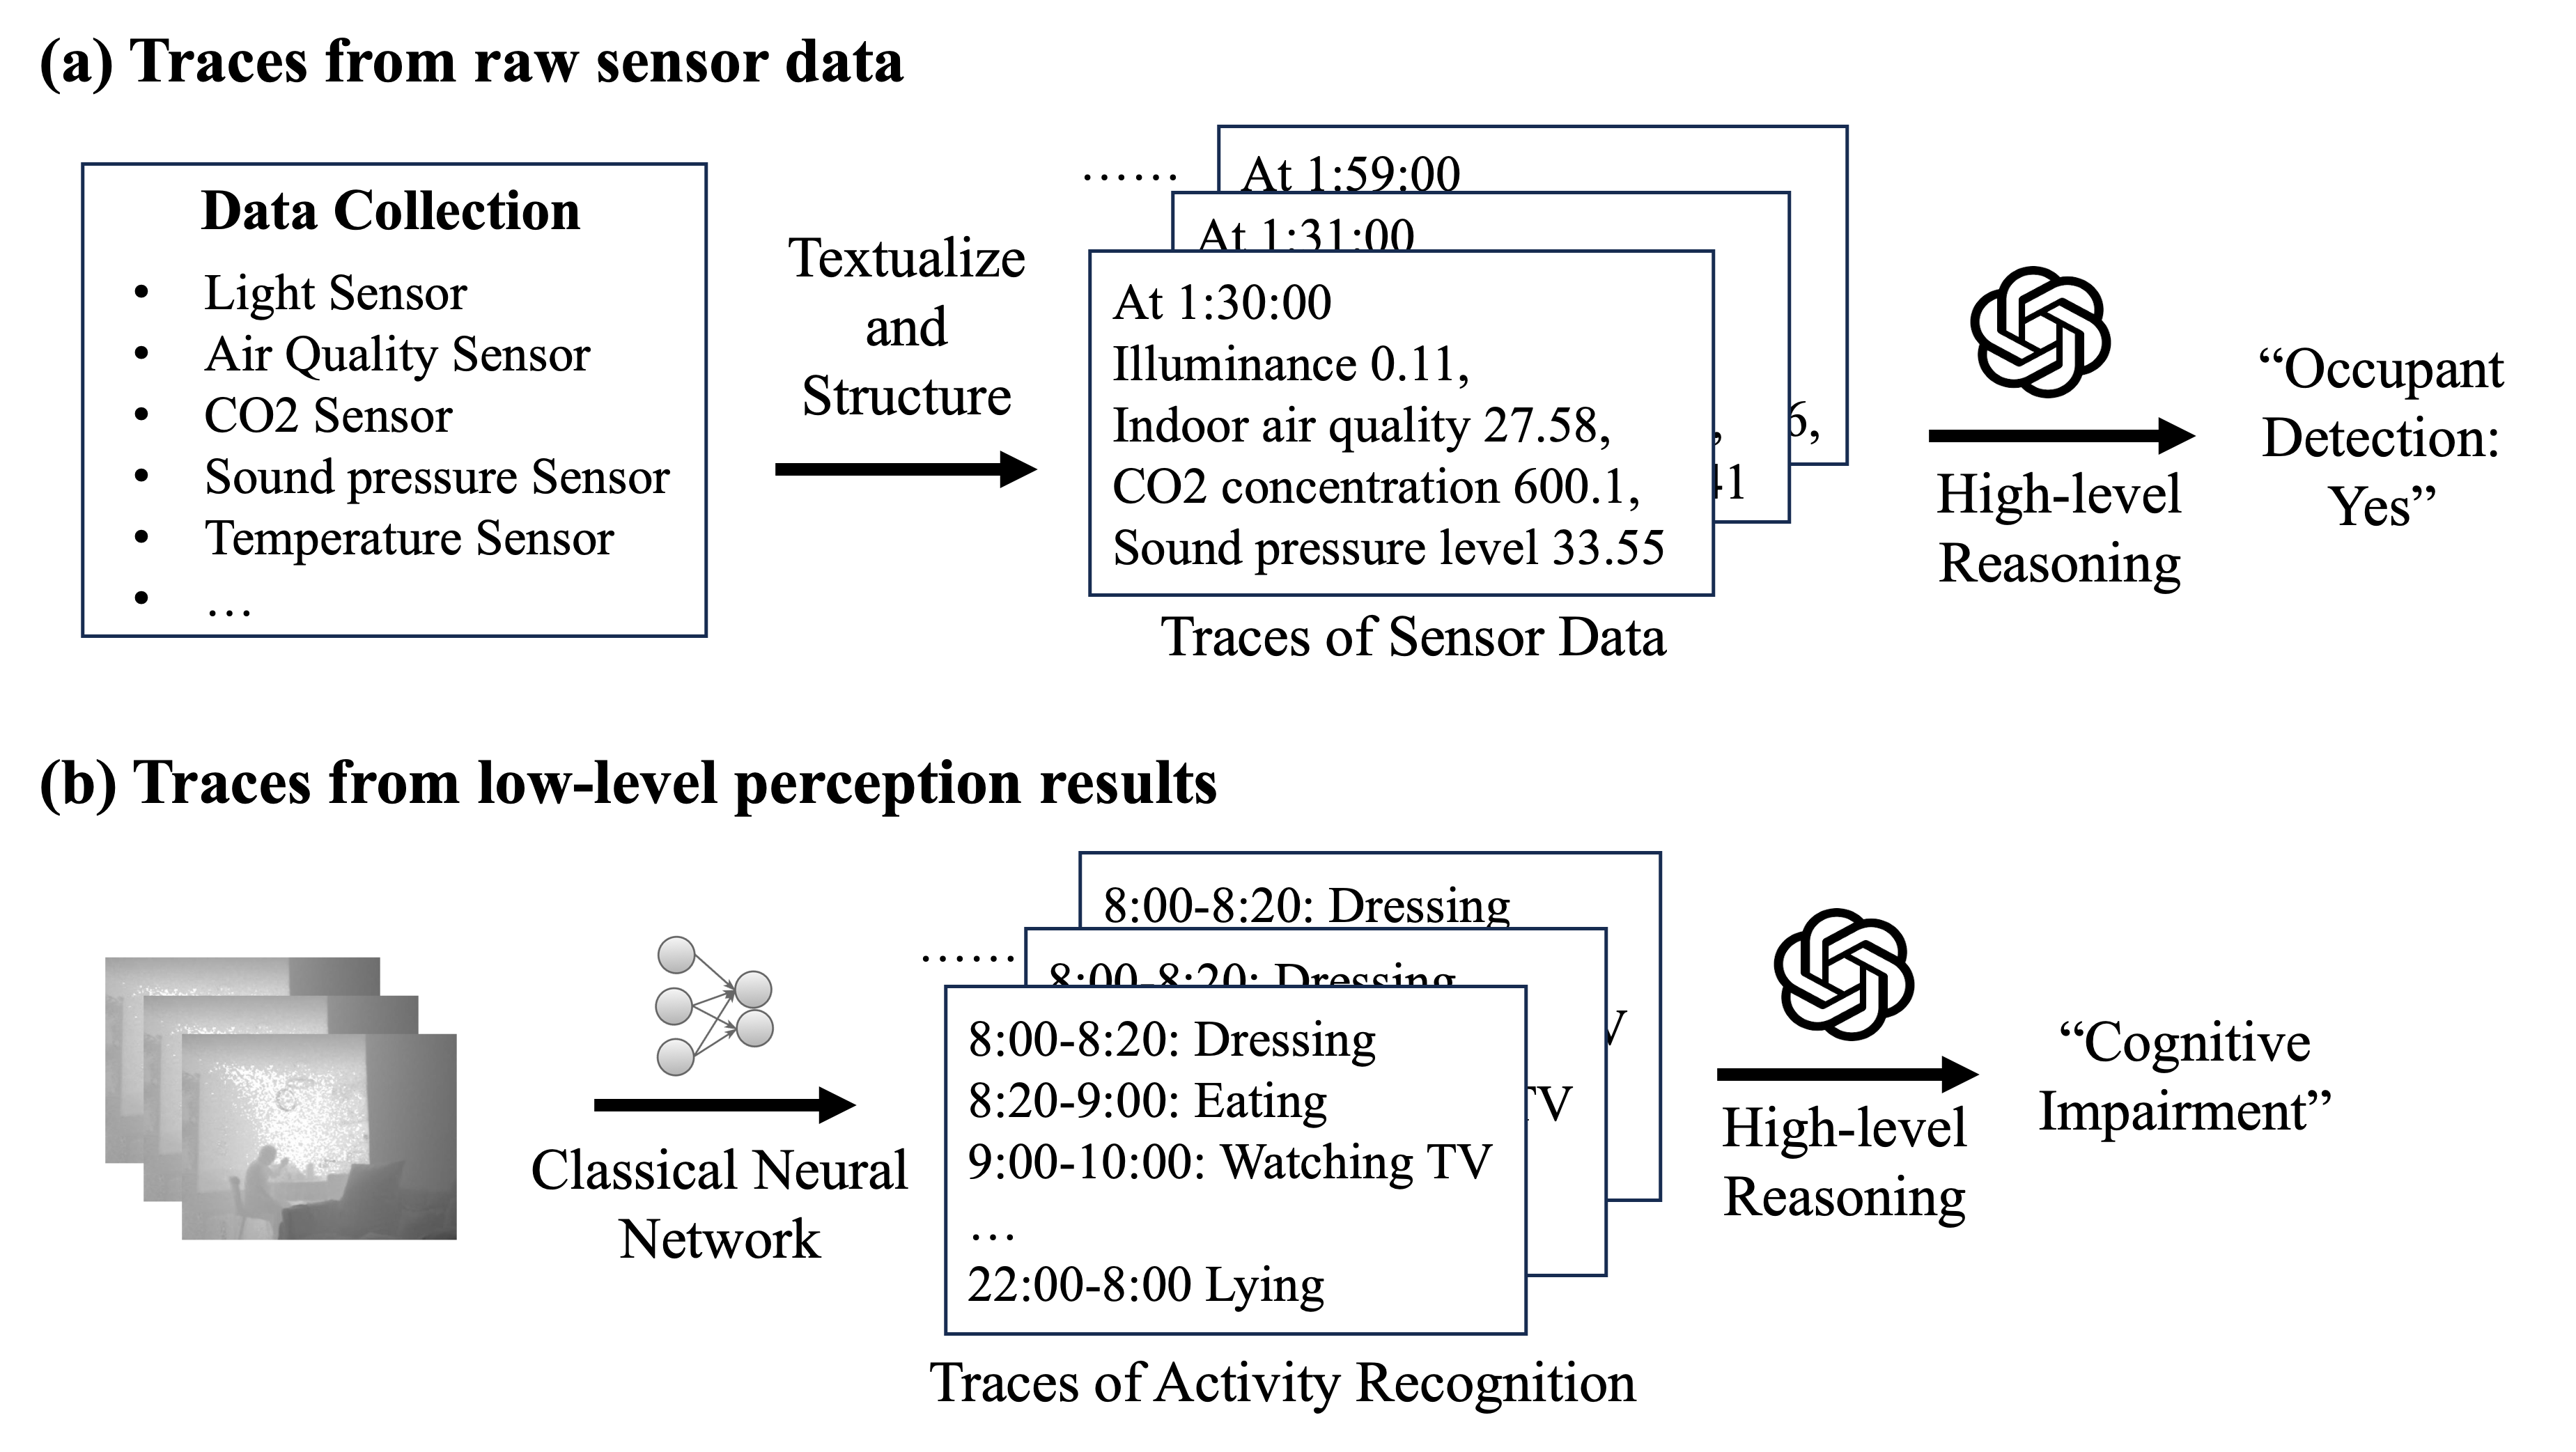 (a) Traces from raw sensor data
Data Collection
• Light Sensor
• Air Quality Sensor
• CO2 Sensor
• Sound pressure Sensor
• Temperature Sensor
• …
Textualize
and
Structure
……
At 1:59:00
6,
At 1:31:00
,
41
At 1:30:00
Illuminance 0.11,
Indoor air quality 27.58,
CO2 concentration 600.1,
Sound pressure level 33.55
Traces of Sensor Data
High-level
Reasoning
“Occupant
Detection:
Yes”
(b) Traces from low-level perception results
Classical Neural
Network
……
8:00-8:20: Dressing
V
8:00-8:20: Dressing
TV
8:00-8:20: Dressing
8:20-9:00: Eating
9:00-10:00: Watching TV
…
22:00-8:00 Lying
Traces of Activity Recognition
High-level
Reasoning
“Cognitive
Impairment”